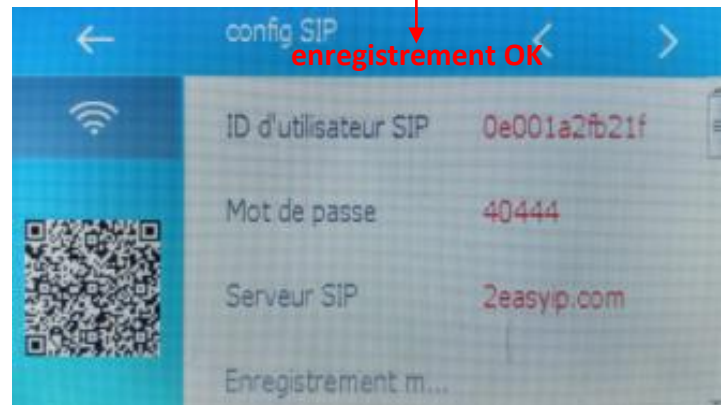 config SIP
enregistrement OK
ID d'utilisateur SIP 0e001a2fb21f
Mot de passe 40444
Serveur SIP 2easyip.com
Enregistrement m...